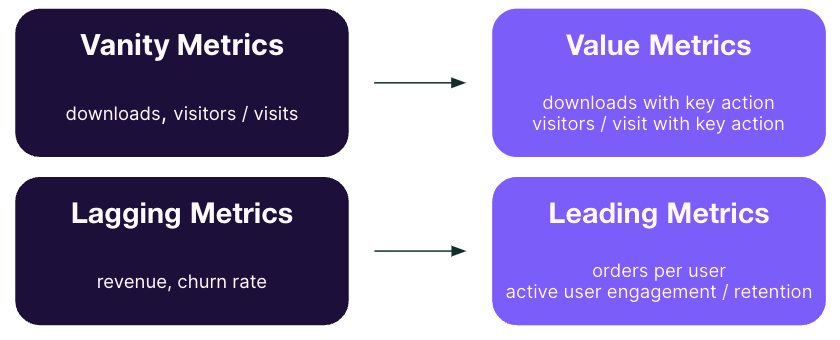 Vanity Metrics
downloads, visitors / visits
Value Metrics
downloads with key action
visitors / visit with key action
Lagging Metrics
revenue, churn rate
Leading Metrics
orders per user
active user engagement / retention